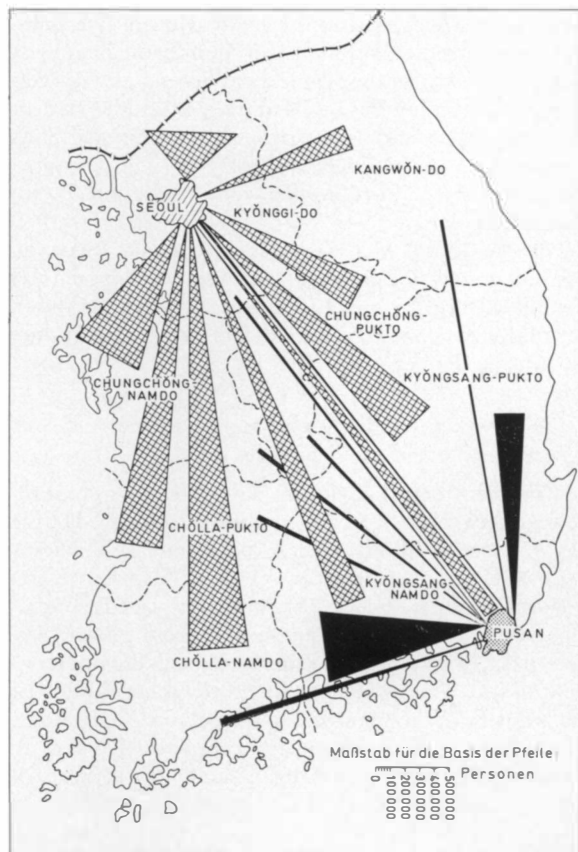 KANGWŎN-DO
SEOUL
KYŎNGGI-DO
CHUNGCHŎNG-
PUKTO
KYŎNGSANG-PUKTO
CHUNGCHŎNG-
NAMDO
CHŎLLA-PUKTO
KYŎNGSANG-
NAMDO
PUSAN
CHŎLLA-NAMDO
Maßstab für die Basis der Pfeile
Personen
0
100000
200000
300000
400000
500000